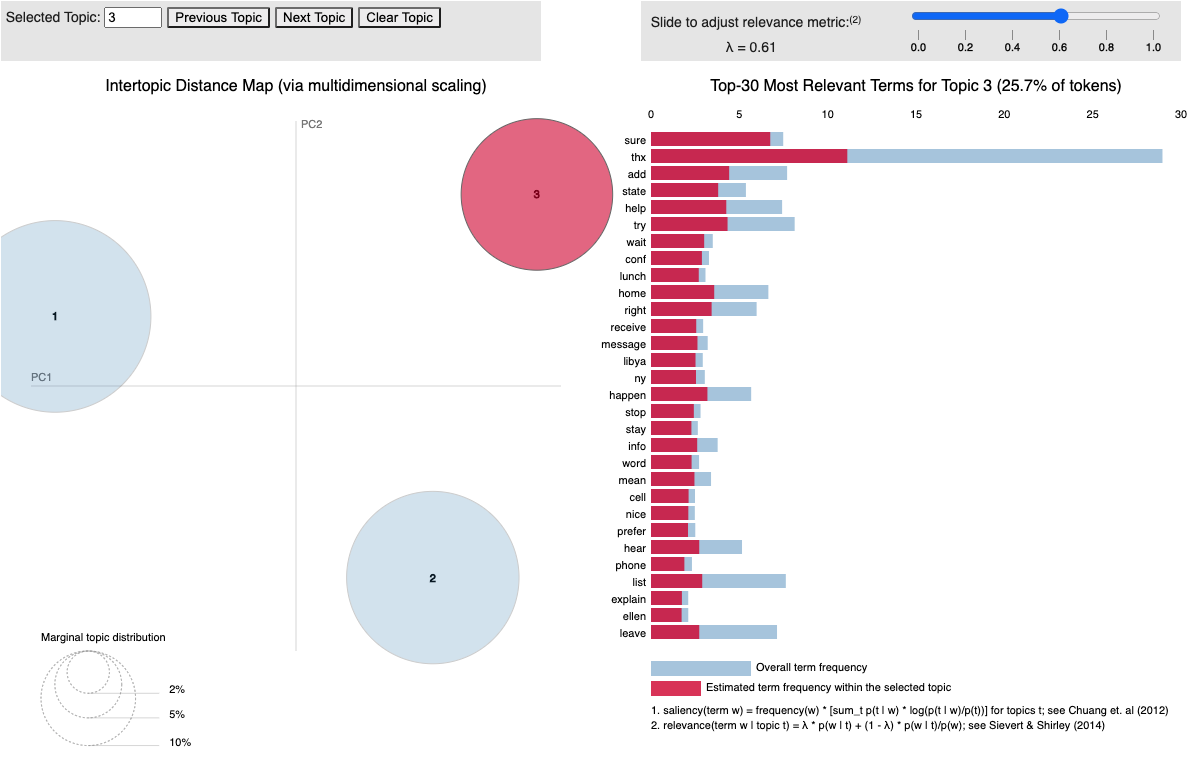 Selected Topic: 3 Previous Topic Next Topic Clear Topic
Slide to adjust relevance metric:(2)
λ = 0.61
0.0 0.2 0.4 0.6 0.8 1.0
Intertopic Distance Map (via multidimensional scaling)
PC2
3
1
PC1
2
Marginal topic distribution
2%
5%
10%
Top-30 Most Relevant Terms for Topic 3 (25.7% of tokens)
0 5 10 15 20 25 30
sure
thx
add
state
help
try
wait
conf
lunch
home
right
receive
message
libya
ny
happen
stop
stay
info
word
mean
cell
nice
prefer
hear
phone
list
explain
ellen
leave
Overall term frequency
Estimated term frequency within the selected topic
1. saliency(term w) = frequency(w) * [sum_t p(t | w) * log(p(t | w)/p(t))] for topics t; see Chuang et. al (2012)
2. relevance(term w | topic t) = λ * p(w | t) + (1 - λ) * p(w | t)/p(w); see Sievert & Shirley (2014)